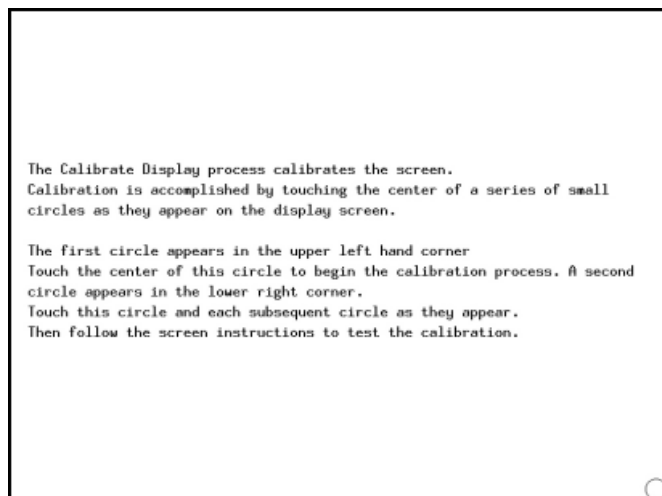 The Calibrate Display process calibrates the screen.
Calibration is accomplished by touching the center of a series of small
circles as they appear on the display screen.
The first circle appears in the upper left hand corner
Touch the center of this circle to begin the calibration process. A second
circle appears in the lower right corner.
Touch this circle and each subsequent circle as they appear.
Then follow the screen instructions to test the calibration.